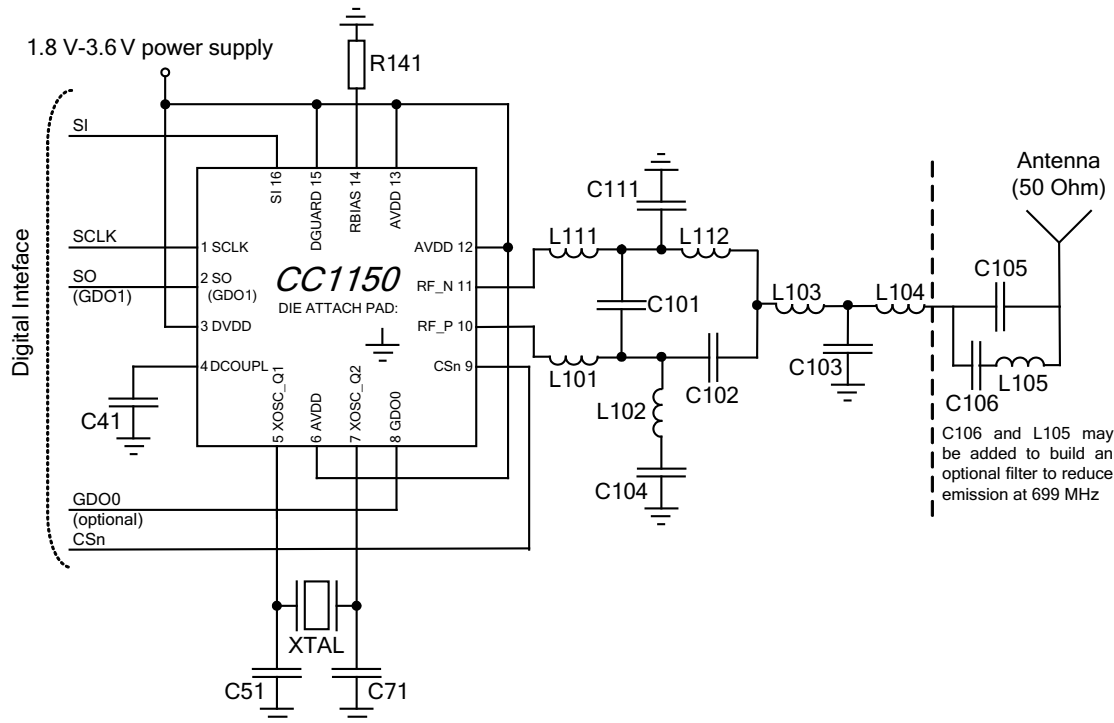 1.8 V-3.6 V power supply
R141
Digital Inteface
SI
SI 16
DGUARD 15
RBIAS 14
AVDD 13
C111
Antenna
(50 Ohm)
SCLK
1 SCLK
AVDD 12
L111
L112
SO
(GDO1)
2 SO
(GDO1)
CC1150
DIE ATTACH PAD:
RF_N 11
C101
L103
L104
C105
3 DVDD
RF_P 10
4 DCOUPL
CSn 9
L101
C102
C103
C106
L105
C41
5 XOSC_Q1
6 AVDD
7 XOSC_Q2
8 GDO0
L102
C104
C106 and L105 may
be added to build an
optional filter to reduce
emission at 699 MHz
GDO0
(optional)
CSn
XTAL
C51
C71